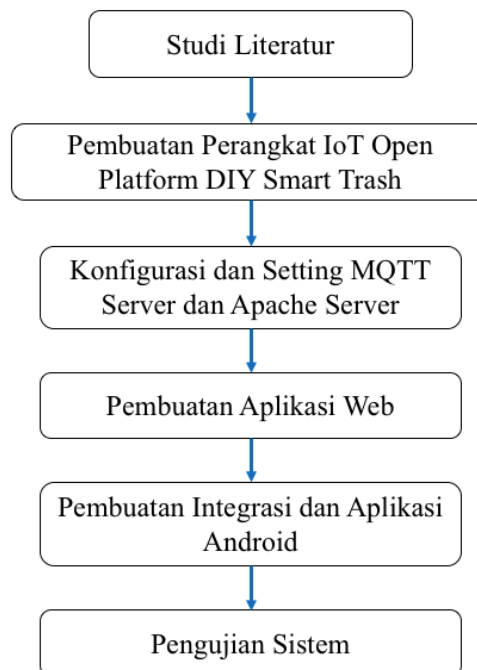 Studi Literatur
Pembuatan Perangkat IoT Open
Platform DIY Smart Trash
Konfigurasi dan Setting MQTT
Server dan Apache Server
Pembuatan Aplikasi Web
Pembuatan Integrasi dan Aplikasi
Android
Pengujian Sistem